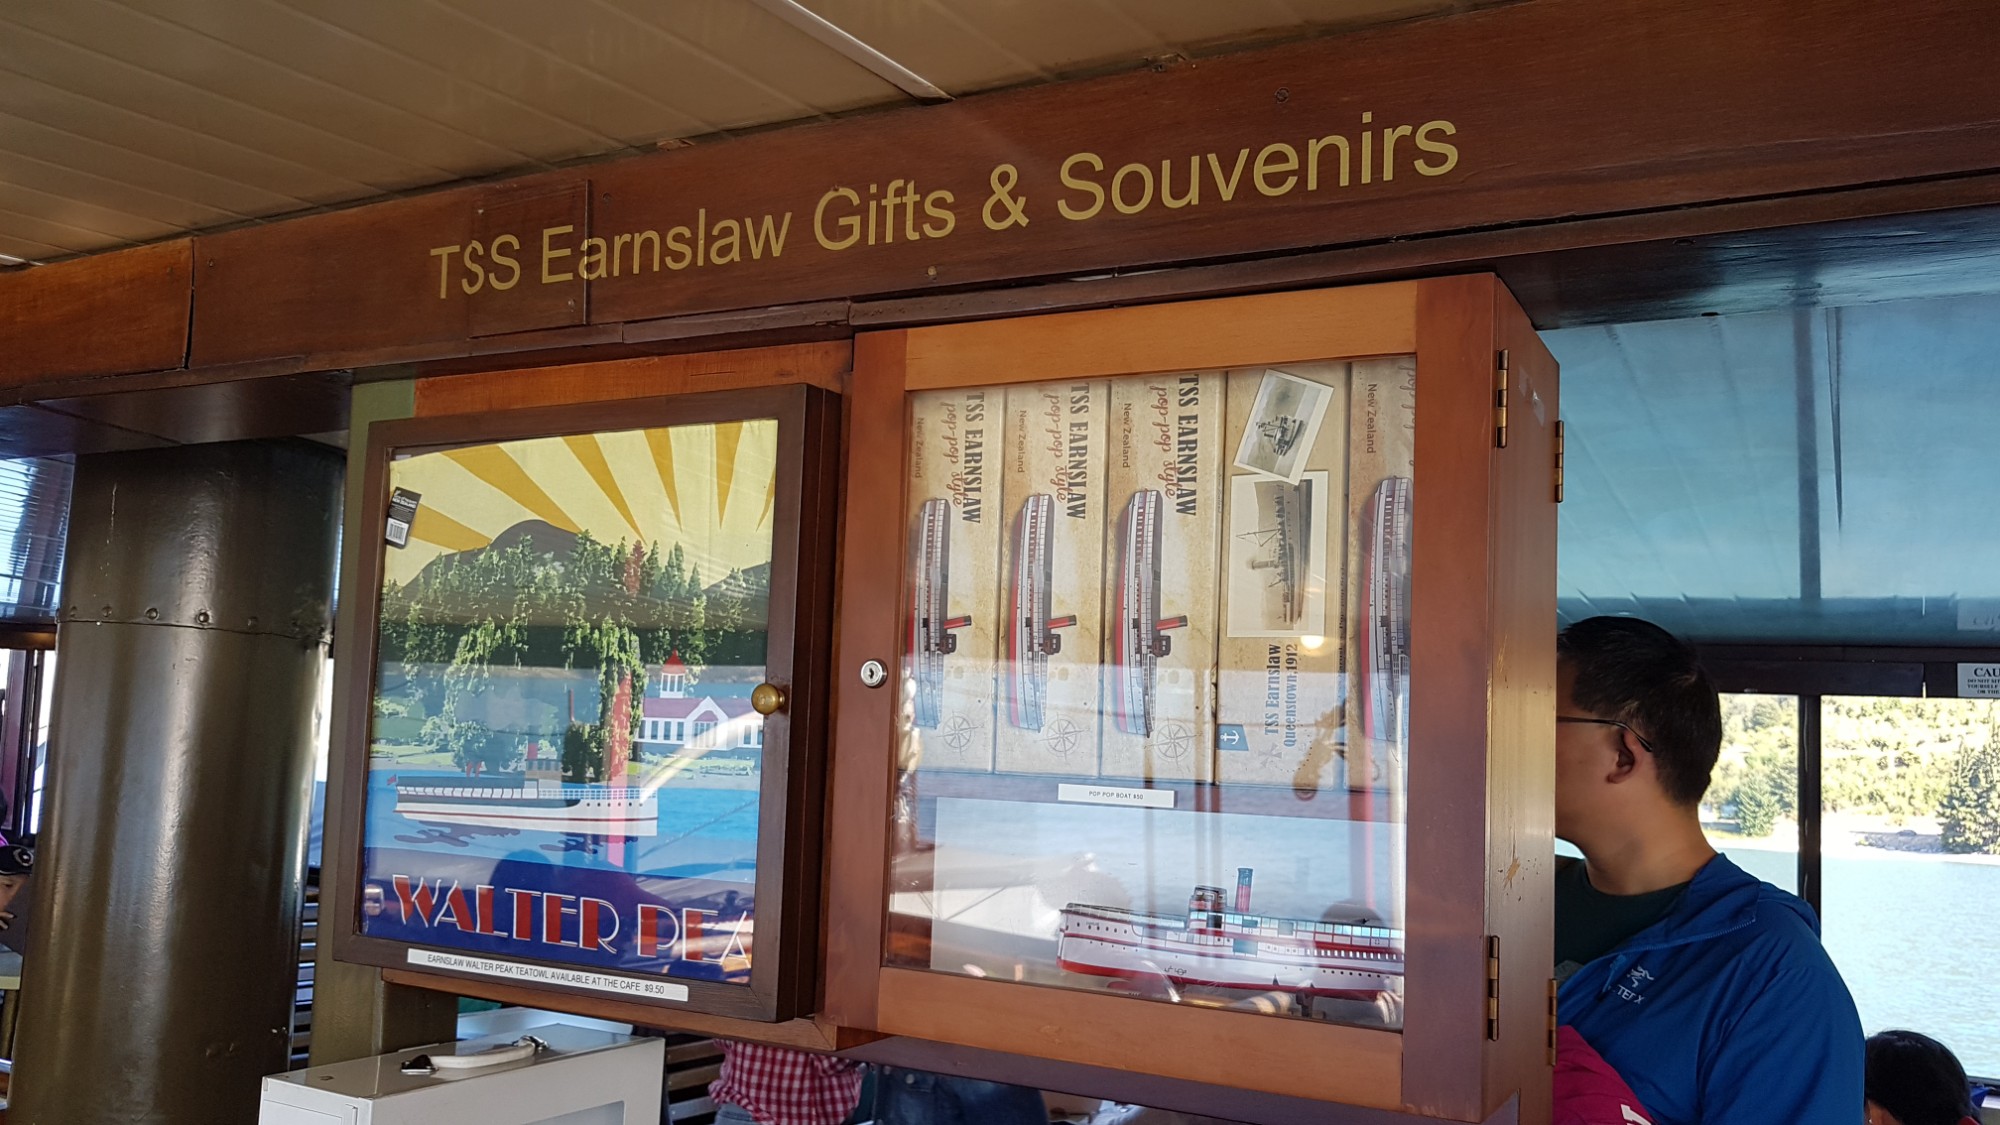 TSS Earnslaw Gifts & Souvenirs
WALTER PEA
EARNSLAW WALTER PEAK TEATOWL AVAILABLE AT THE CAFE $9.50
TSS EARNSLAW
pop-pop style
New Zealand
TSS EARNSLAW
pop-pop style
New Zealand
TSS EARNSLAW
pop-pop style
New Zealand
TSS Earnslaw
Queenstown.1912
New Zealand
POP POP BOAT $50
CAU